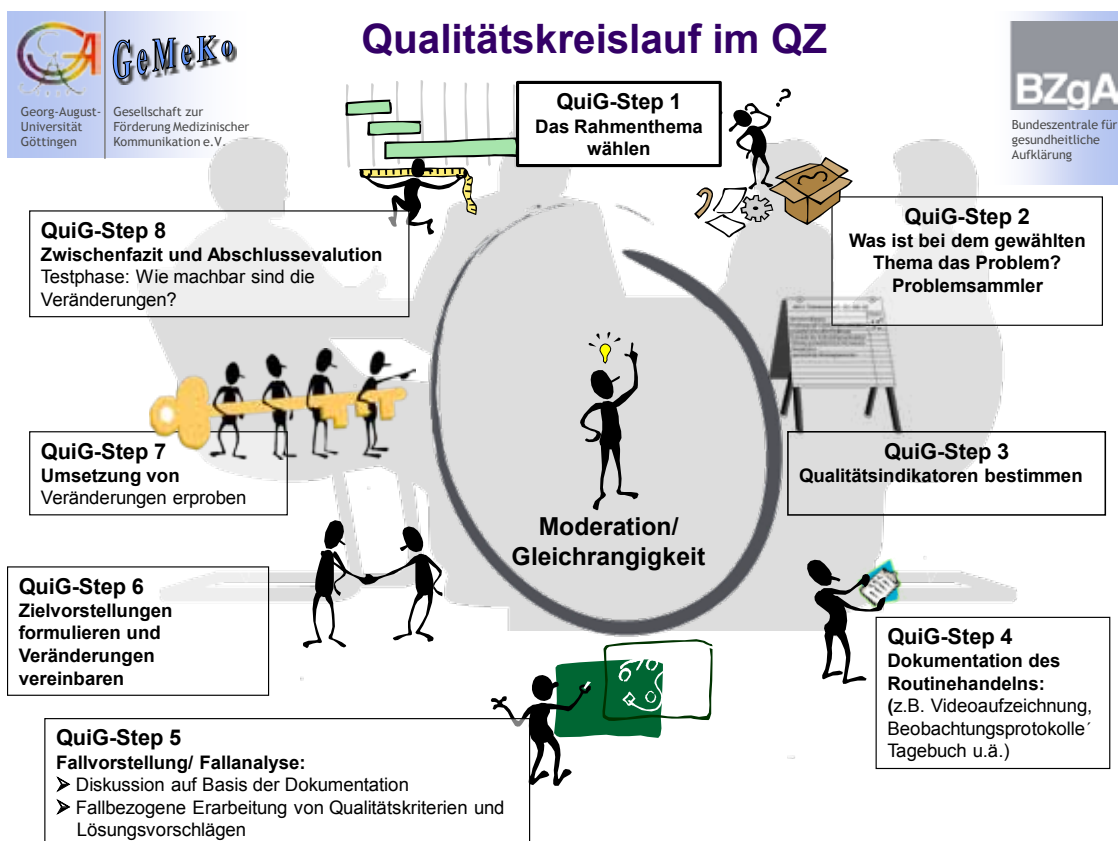 Qualitätskreislauf im QZ
GeMeKo
Georg-August-
Universität
Göttingen
Gesellschaft zur
Förderung Medizinischer
Kommunikation e.V.
BZgA
Bundeszentrale für
gesundheitliche
Aufklärung
QuiG-Step 1
Das Rahmenthema
wählen
QuiG-Step 2
Was ist bei dem gewählten
Thema das Problem?
Problemsammler
QuiG-Step 3
Qualitätsindikatoren bestimmen
QuiG-Step 4
Dokumentation des
Routinehandelns:
(z.B. Videoaufzeichnung,
Beobachtungsprotokolle´
Tagebuch u.ä.)
QuiG-Step 5
Fallvorstellung/ Fallanalyse:
➢ Diskussion auf Basis der Dokumentation
➢ Fallbezogene Erarbeitung von Qualitätskriterien und
Lösungsvorschlägen
QuiG-Step 6
Zielvorstellungen
formulieren und
Veränderungen
vereinbaren
QuiG-Step 7
Umsetzung von
Veränderungen erproben
QuiG-Step 8
Zwischenfazit und Abschlussevalution
Testphase: Wie machbar sind die
Veränderungen?
Moderation/
Gleichrangigkeit